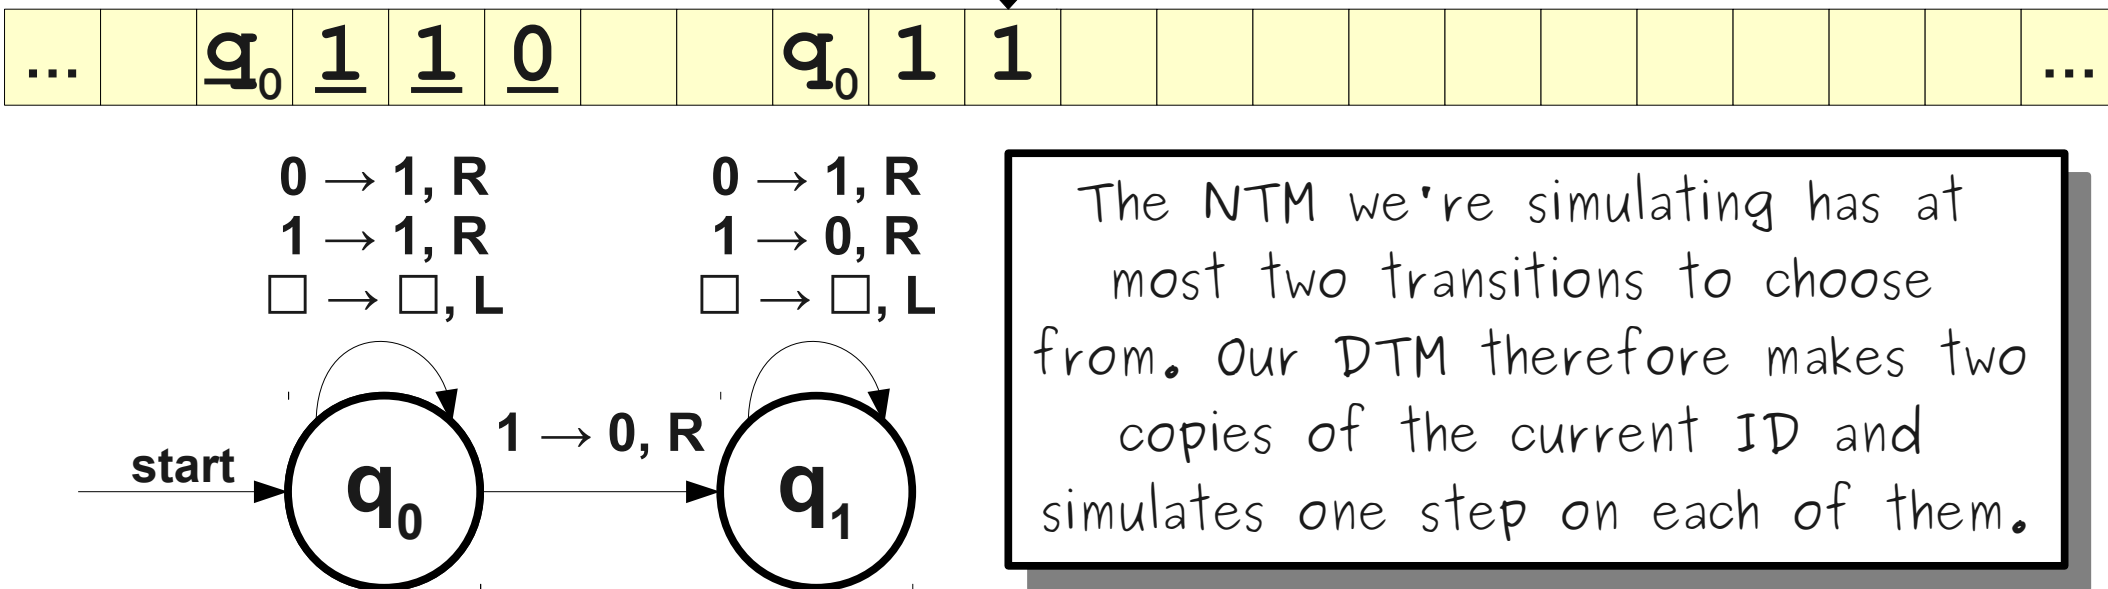 ... q₀ 1 1 0 q₀ 1 1 ...
0 → 1, R
1 → 1, R
□ → □, L
0 → 1, R
1 → 0, R
□ → □, L
The NTM we're simulating has at
most two transitions to choose
from. Our DTM therefore makes two
copies of the current ID and
simulates one step on each of them.
start
q₀
1 → 0, R
q₁